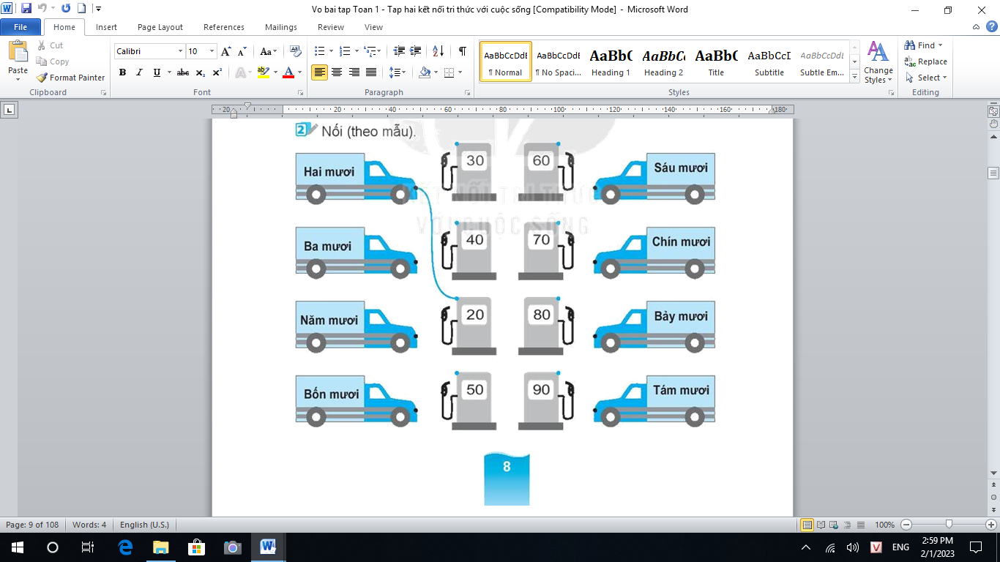 Vo bai tap Toan 1 - Tap hai kết nối tri thức với cuộc sống [Compatibility Mode] - Microsoft Word
File Home Insert Page Layout References Mailings Review View
Paste
Cut
Copy
Format Painter
Clipboard
Calibri 10
Font
Paragraph
AaBbCcDdE AaBbCcDdE AaBbC AaBbCc AaBbC AaBbCcI AaBbCcDdE
¶ Normal ¶ No Spaci... Heading 1 Heading 2 Title Subtitle Subtle Em...
Change Styles
Styles
Find
Replace
Select
Editing
20 20 40 60 80 100 120 140 160 180
2 Nối (theo mẫu).
Hai mươi 30 60 Sáu mươi
KẾT NỐI TRI THỨC
VỚI CUỘC SỐNG
Ba mươi 40 70 Chín mươi
Năm mươi 20 80 Bảy mươi
Bốn mươi 50 90 Tám mươi
8
Page: 9 of 108 Words: 4 English (U.S.) 100%
ENG
2:59 PM
2/1/2023